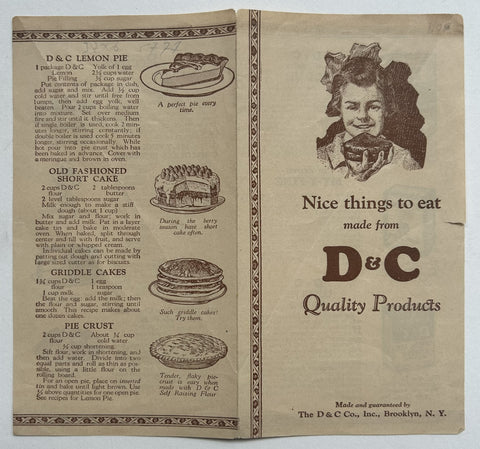 D & C LEMON PIE
1 package D & C Yolk of 1 egg
Lemon 2½ cups water
Pie Filling ¾ cup sugar
Put contents of package in dish,
add sugar and mix. Add ½ cup
cold water and stir until free from
lumps, then add egg yolk, well
beaten. Pour 2 cups boiling water
into mixture. Set over medium
fire and stir until it thickens. Then
if single boiler is used, cook 2 min-
utes longer, stirring constantly; if
double boiler is used cook 5 minutes
longer, stirring occasionally. While
hot pour into pie crust which has
been baked in advance. Cover with
a meringue and brown in oven.
A perfect pie every
time.
OLD FASHIONED
SHORT CAKE
2 cups D & C 2 tablespoons
flour butter
2 level tablespoons sugar
Milk enough to make a stiff
dough (about 1 cup)
Mix sugar and flour; work in
butter and add milk. Pat in a layer
cake tin and bake in moderate
oven. When baked, split through
center and fill with fruit, and serve
with plain or whipped cream.
Individual cakes can be made by
patting out dough and cutting with
large sized cutter as for biscuits.
During the berry
season have short
cake often.
GRIDDLE CAKES
1¾ cups D & C 1 egg
flour 1 teaspoon
1 cup milk sugar
Beat the egg; add the milk; then
the flour and sugar, stirring until
smooth. This recipe makes about
one dozen cakes.
Such griddle cakes!
Try them.
PIE CRUST
2 cups D & C About ¼ cup
flour cold water
shortening
Sift flour, work in shortening, and
then add water. Divide into two
equal parts and roll as thin as pos-
sible, using a little flour on the
rolling board.
For an open pie, place on inverted
tin and bake until light brown. Use
above quantities for one open pie.
See recipes for Lemon Pie.
Tender, flaky pie-
crust is easy when
made with D & C
Self Raising Flour
Nice things to eat
made from
D & C
Quality Products
Made and guaranteed by
The D & C Co., Inc., Brooklyn, N. Y.